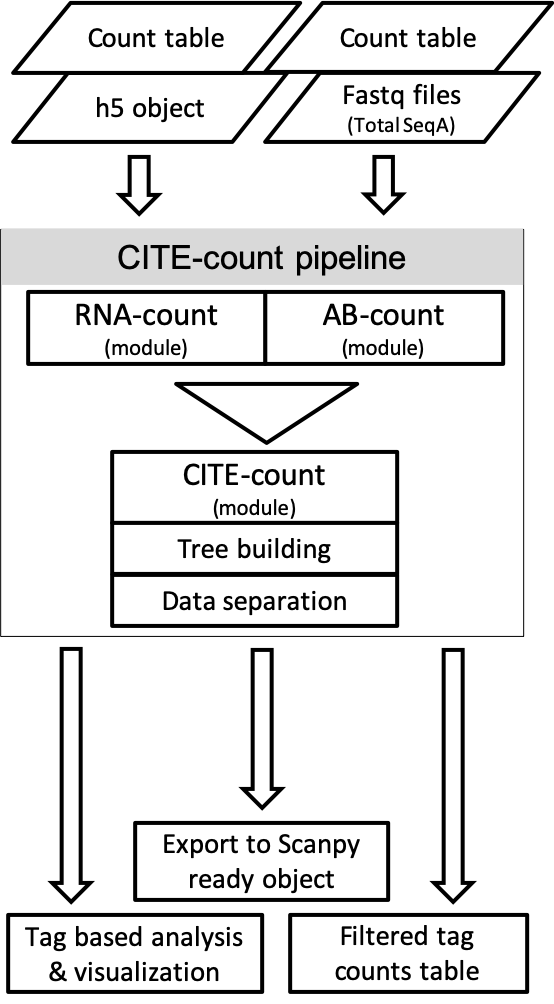 Count table
Count table
h5 object
Fastq files
(Total SeqA)
CITE-count pipeline
RNA-count
(module)
AB-count
(module)
CITE-count
(module)
Tree building
Data separation
Export to Scanpy
ready object
Tag based analysis
& visualization
Filtered tag
counts table